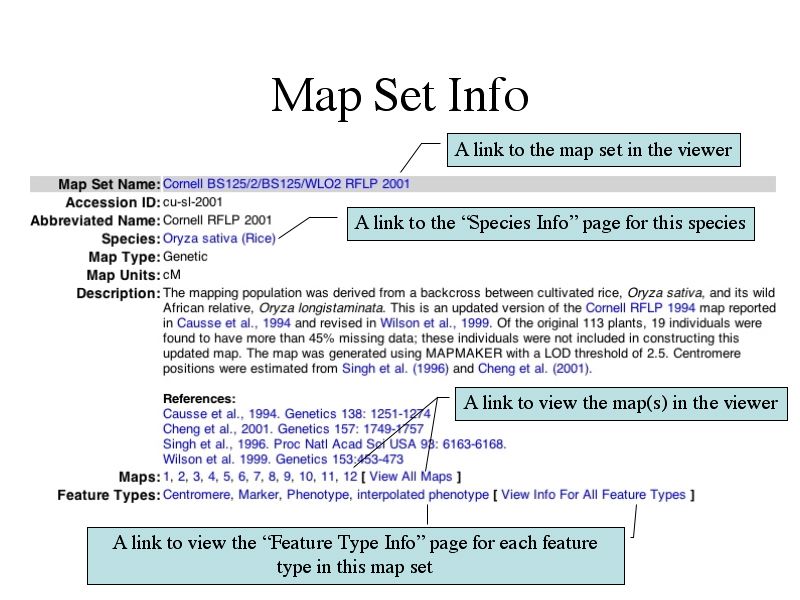 Map Set Info
A link to the map set in the viewer
Map Set Name: Cornell BS125/2/BS125/WLO2 RFLP 2001
Accession ID: cu-sl-2001
Abbreviated Name: Cornell RFLP 2001
A link to the “Species Info” page for this species
Species: Oryza sativa (Rice)
Map Type: Genetic
Map Units: cM
Description: The mapping population was derived from a backcross between cultivated rice, Oryza sativa, and its wild
African relative, Oryza longistaminata. This is an updated version of the Cornell RFLP 1994 map reported
in Causse et al., 1994 and revised in Wilson et al., 1999. Of the original 113 plants, 19 individuals were
found to have more than 45% missing data; these individuals were not included in constructing this
updated map. The map was generated using MAPMAKER with a LOD threshold of 2.5. Centromere
positions were estimated from Singh et al. (1996) and Cheng et al. (2001).
References:
A link to view the map(s) in the viewer
Causse et al., 1994. Genetics 138: 1251-1274
Cheng et al., 2001. Genetics 157: 1749-1757
Singh et al., 1996. Proc Natl Acad Sci USA 93: 6163-6168.
Wilson et al. 1999. Genetics 153:453-473
Maps: 1, 2, 3, 4, 5, 6, 7, 8, 9, 10, 11, 12 [ View All Maps ]
Feature Types: Centromere, Marker, Phenotype, interpolated phenotype [ View Info For All Feature Types ]
A link to view the “Feature Type Info” page for each feature
type in this map set